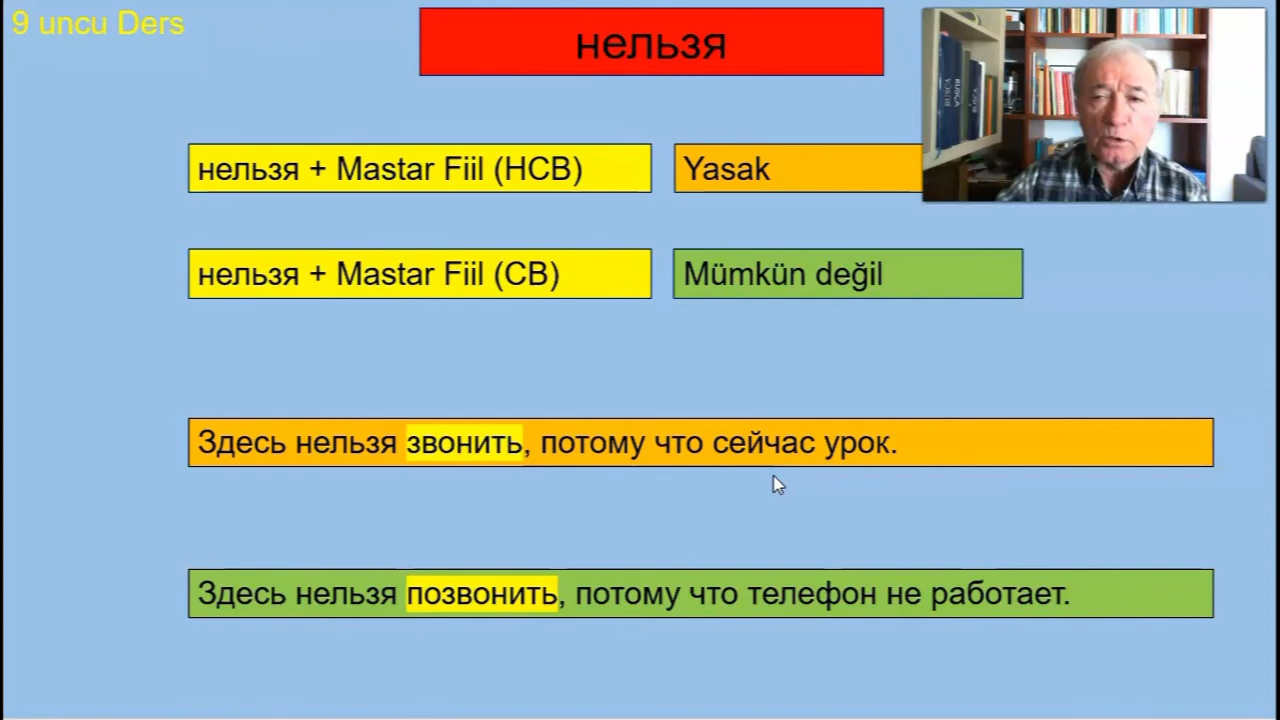 9 uncu Ders
нельзя
нельзя + Mastar Fiil (НСВ)
Yasak
нельзя + Mastar Fiil (СВ)
Mümkün değil
Здесь нельзя звонить, потому что сейчас урок.
Здесь нельзя позвонить, потому что телефон не работает.